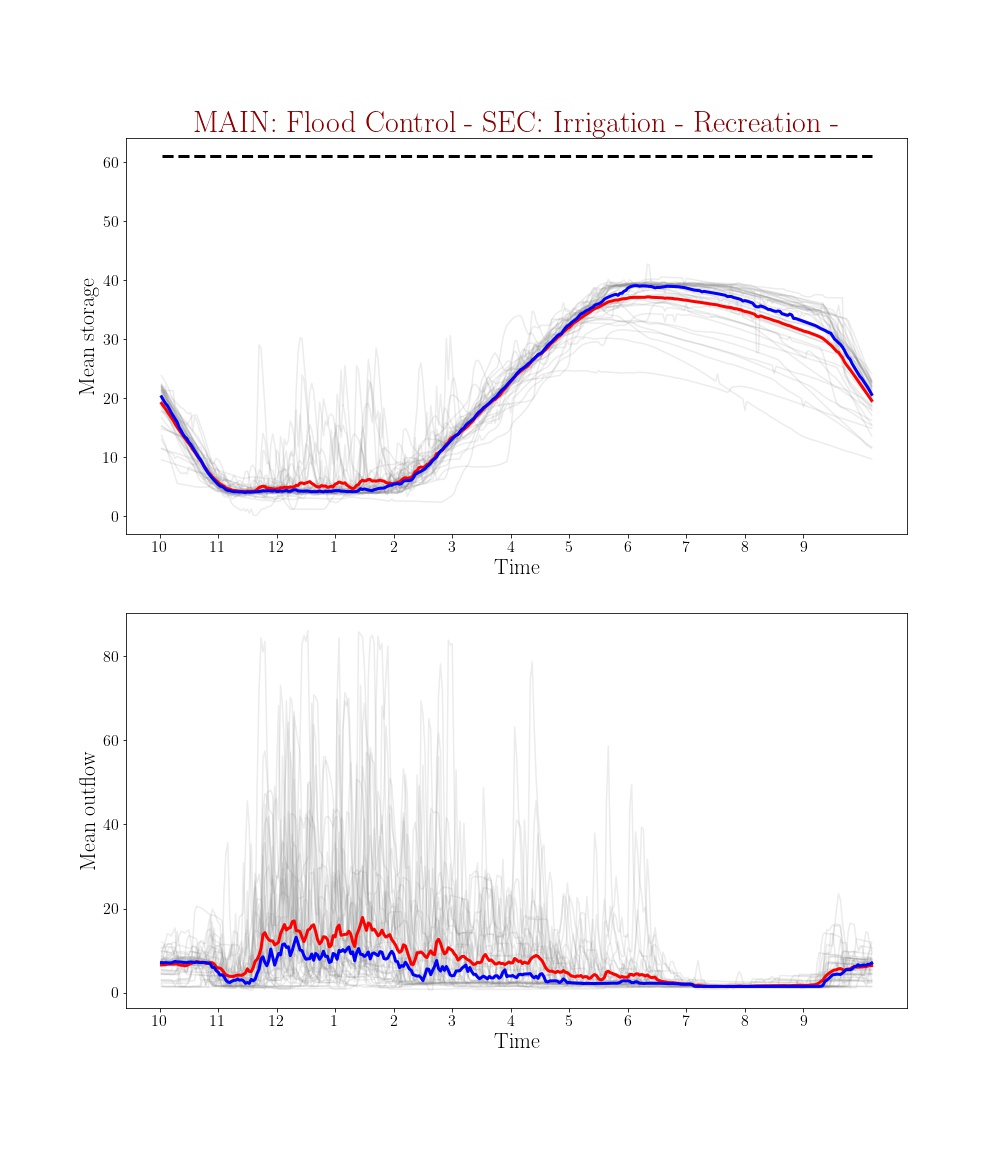 MAIN: Flood Control - SEC: Irrigation - Recreation -
60
50
40
30
20
10
0
Mean storage
10 11 12 1 2 3 4 5 6 7 8 9
Time
80
60
40
20
0
Mean outflow
10 11 12 1 2 3 4 5 6 7 8 9
Time